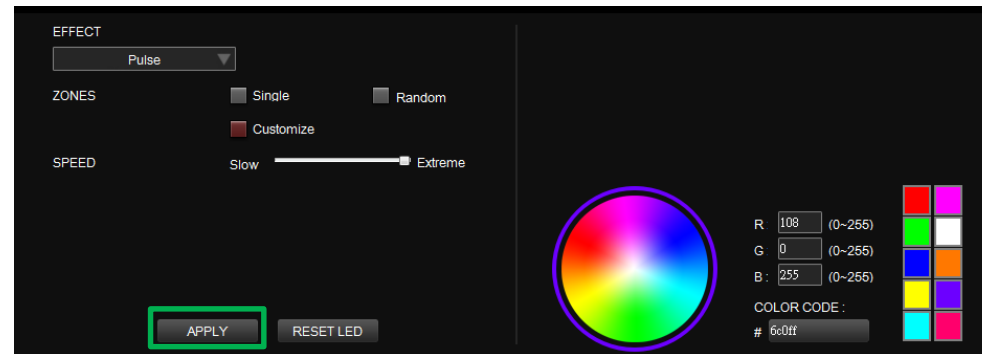 EFFECT
Pulse
ZONES Single Random
Customize
SPEED Slow Extreme
R 108 (0~255)
G 0 (0~255)
B : 255 (0~255)
COLOR CODE :
# 6c0ff
APPLY RESET LED